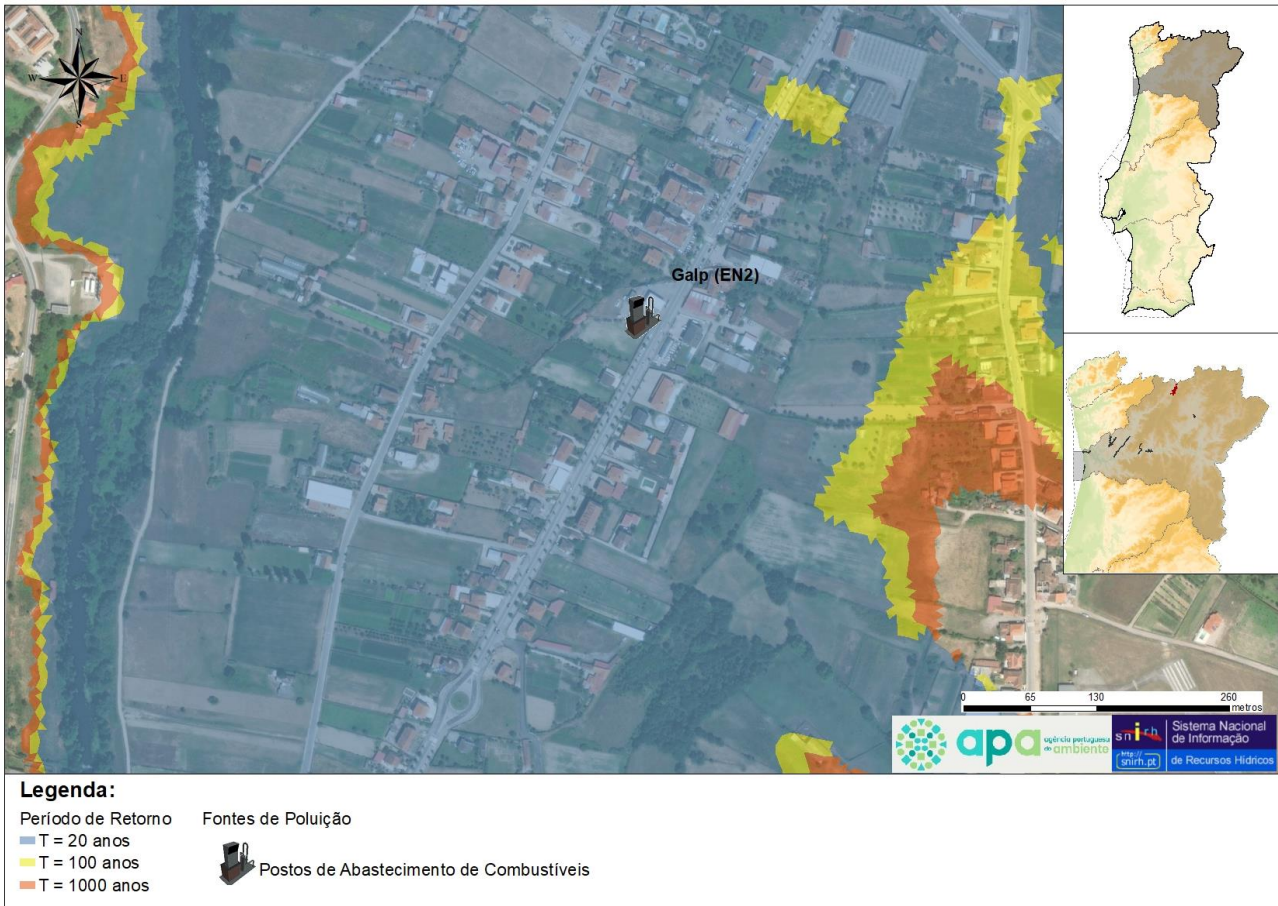 N
W
E
S
Galp (EN2)
0 65 130 260
metros
apa agência portuguesa
do ambiente
snirh
http://
snirh.pt
Sistema Nacional
de Informação
de Recursos Hídricos
Legenda:
Período de Retorno
T = 20 anos
T = 100 anos
T = 1000 anos
Fontes de Poluição
Postos de Abastecimento de Combustíveis